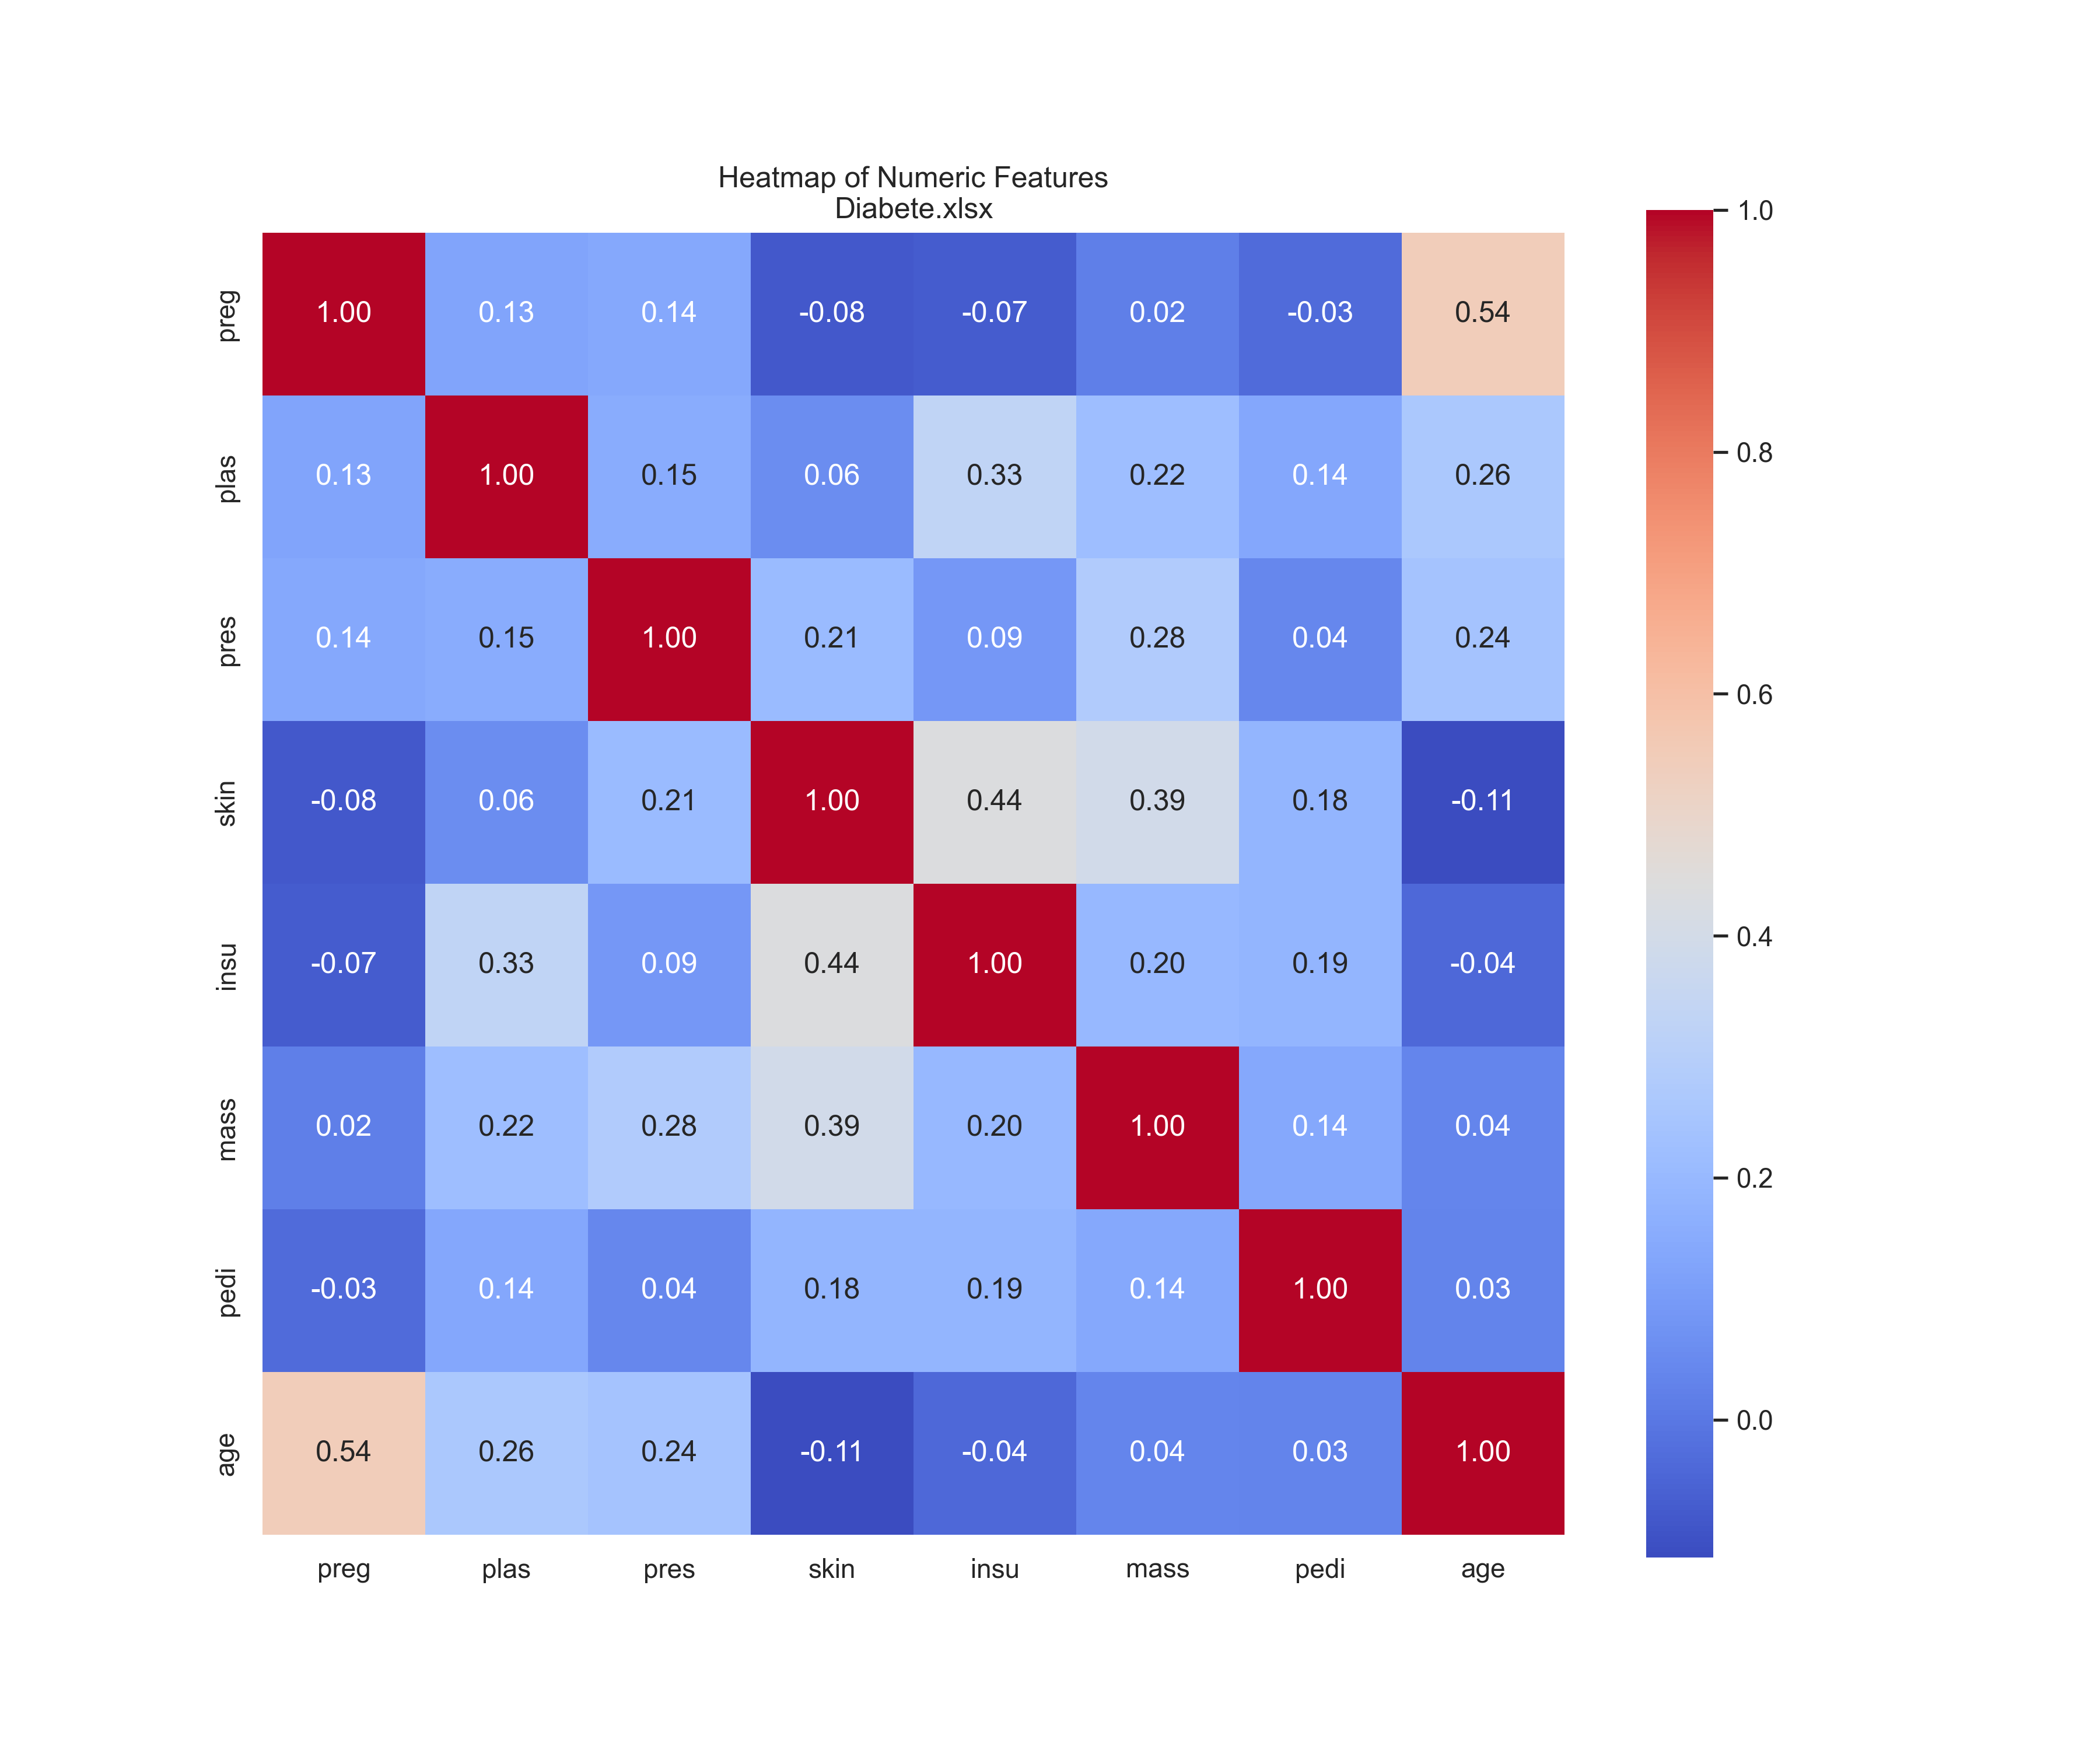 Heatmap of Numeric Features
Diabete.xlsx
1.0
preg 1.00 0.13 0.14 -0.08 -0.07 0.02 -0.03 0.54
0.8
plas 0.13 1.00 0.15 0.06 0.33 0.22 0.14 0.26
pres 0.14 0.15 1.00 0.21 0.09 0.28 0.04 0.24
0.6
skin -0.08 0.06 0.21 1.00 0.44 0.39 0.18 -0.11
0.4
insu -0.07 0.33 0.09 0.44 1.00 0.20 0.19 -0.04
mass 0.02 0.22 0.28 0.39 0.20 1.00 0.14 0.04
0.2
pedi -0.03 0.14 0.04 0.18 0.19 0.14 1.00 0.03
0.0
age 0.54 0.26 0.24 -0.11 -0.04 0.04 0.03 1.00
preg plas pres skin insu mass pedi age